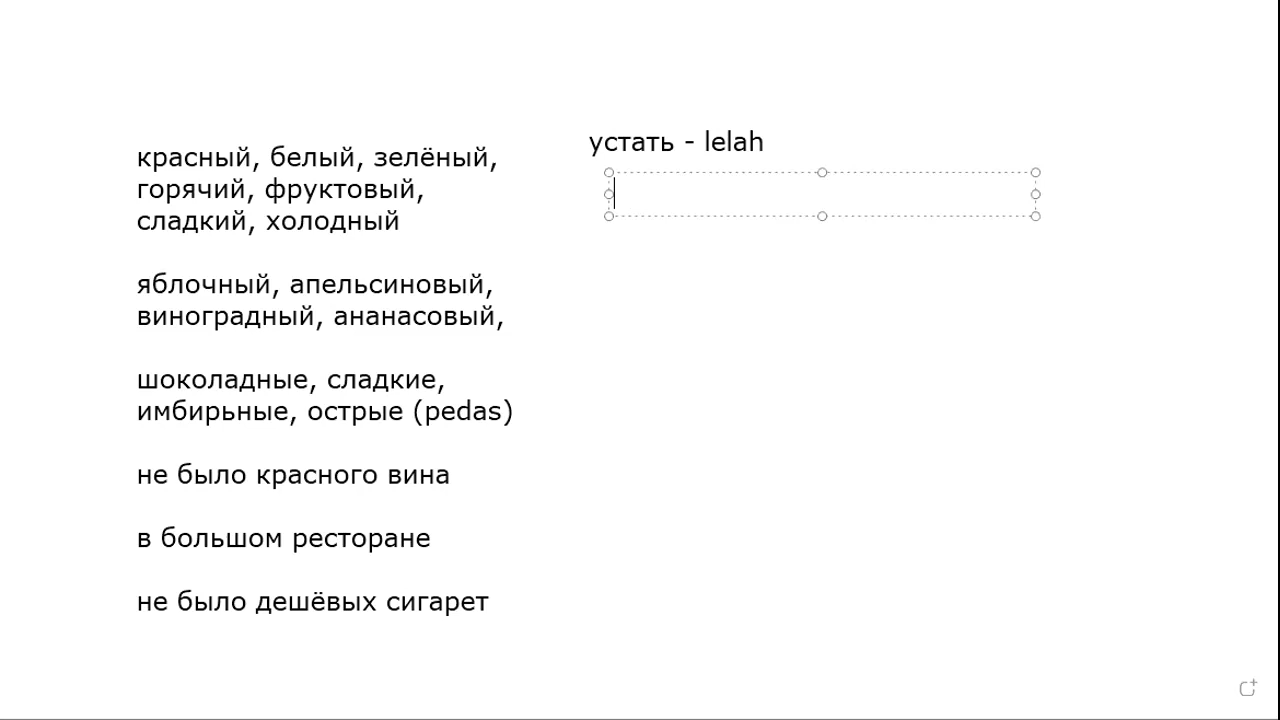 красный, белый, зелёный,
горячий, фруктовый,
сладкий, холодный
яблочный, апельсиновый,
виноградный, ананасовый,
шоколадные, сладкие,
имбирьные, острые (pedas)
не было красного вина
в большом ресторане
не было дешёвых сигарет
устать - lelah